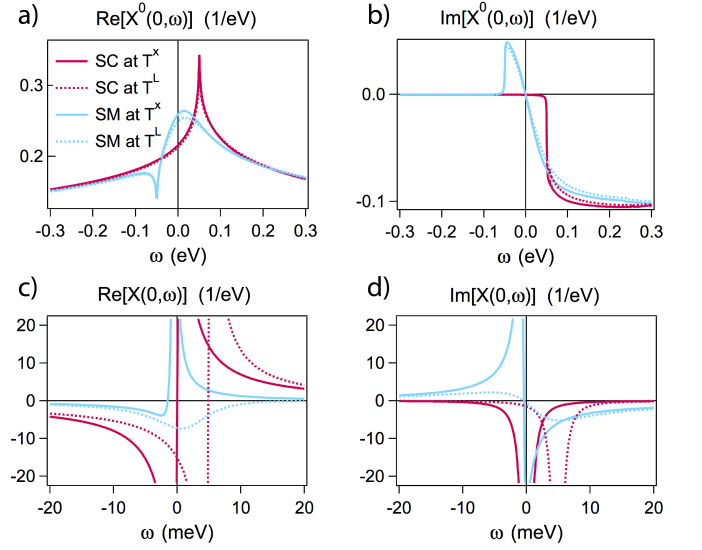 a) Re[X⁰(0,ω)] (1/eV)
0.3
0.2
SC at Tˣ
SC at Tᴸ
SM at Tˣ
SM at Tᴸ
-0.3 -0.2 -0.1 0.0 0.1 0.2 0.3
ω (eV)
b) Im[X⁰(0,ω)] (1/eV)
0.0
-0.1
-0.3 -0.2 -0.1 0.0 0.1 0.2 0.3
ω (eV)
c) Re[X(0,ω)] (1/eV)
20
10
0
-10
-20
-20 -10 0 10 20
ω (meV)
d) Im[X(0,ω)] (1/eV)
20
10
0
-10
-20
-20 -10 0 10 20
ω (meV)